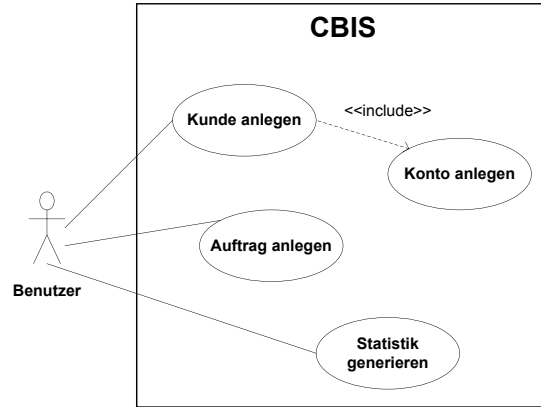 CBIS
Kunde anlegen
<<include>>
Konto anlegen
Auftrag anlegen
Benutzer
Statistik
generieren